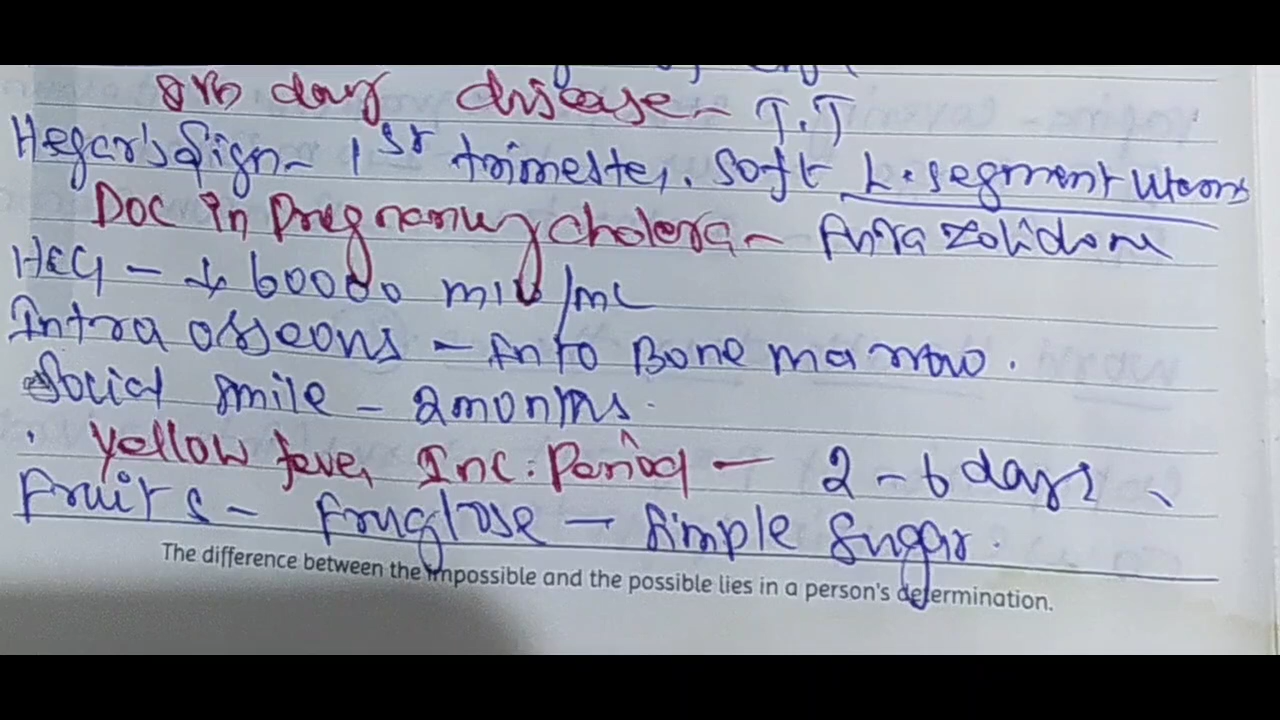 8th day disease - T.T
Hegar's Sign - 1st trimester. Soft L.segment uterus
DOC in Pregnancy cholera - Furazolidone
HCG - ↓ 60000 mIU/mL
Intra osseous - Into Bone marrow.
Social smile - 2 months.
. Yellow fever Inc: Period - 2-6 days
Fruits - Fruglose - Simple Sugar.
The difference between the impossible and the possible lies in a person's determination.